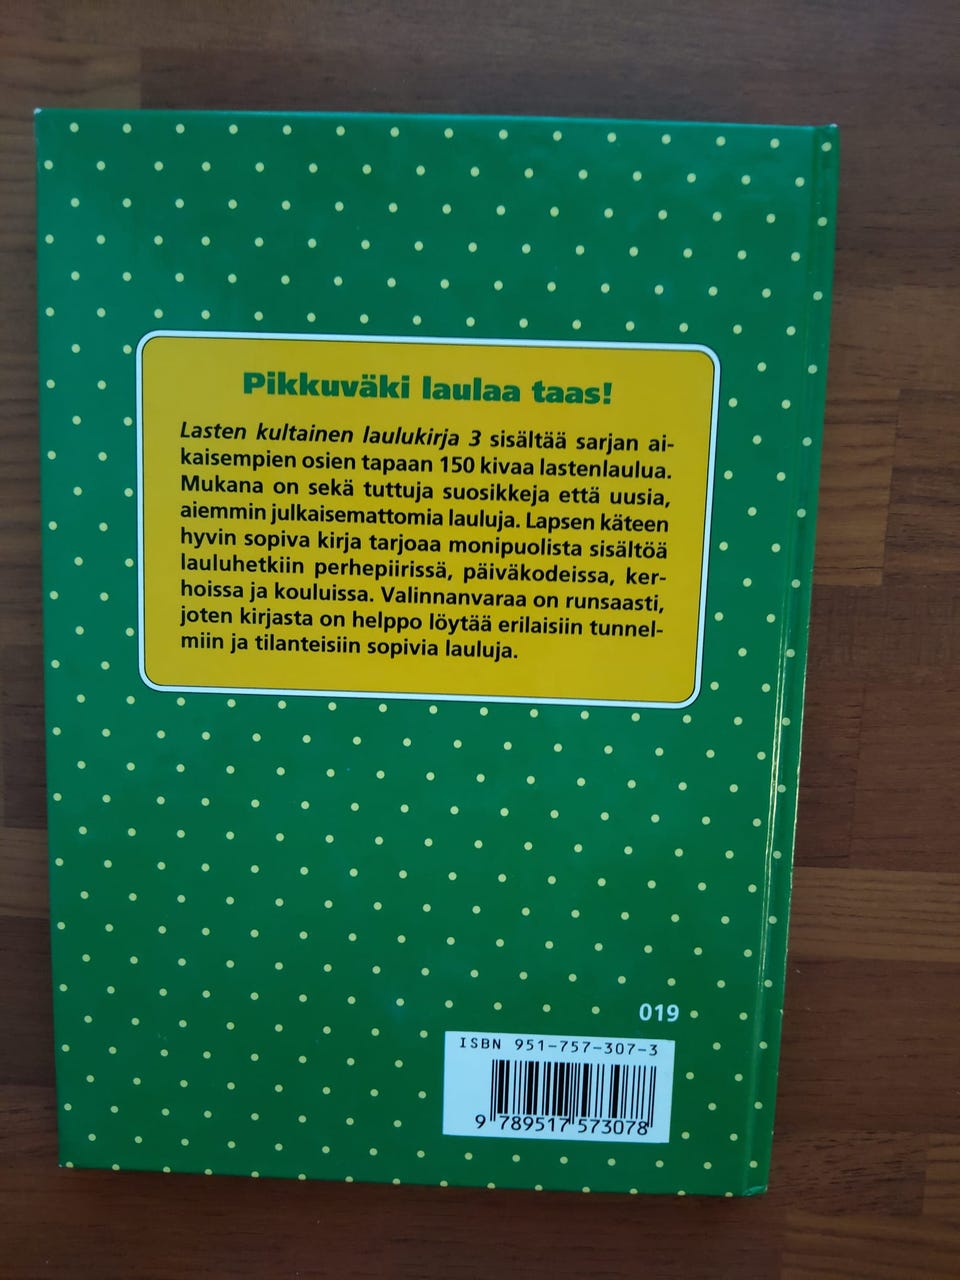 Pikkuväki laulaa taas!
Lasten kultainen laulukirja 3 sisältää sarjan ai-
kaisempien osien tapaan 150 kivaa lastenlaulua.
Mukana on sekä tuttuja suosikkeja että uusia,
aiemmin julkaisemattomia lauluja. Lapsen käteen
hyvin sopiva kirja tarjoaa monipuolista sisältöä
lauluhetkiin perhepiirissä, päiväkodeissa, ker-
hoissa ja kouluissa. Valinnanvaraa on runsaasti,
joten kirjasta on helppo löytää erilaisiin tunnel-
miin ja tilanteisiin sopivia lauluja.
019
ISBN 951-757-307-3
9 789517 573078